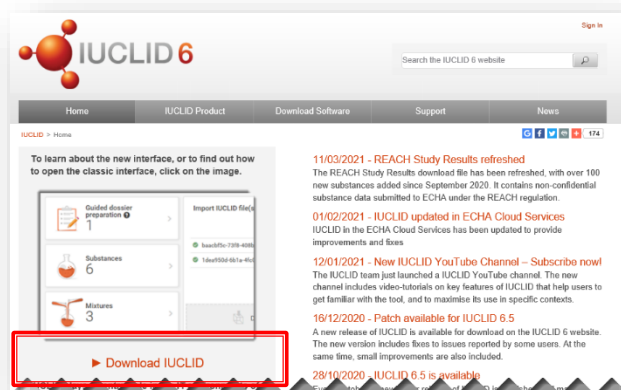 Sign in
IUCLID 6
Search the IUCLID 6 website
Home
IUCLID Product
Download Software
Support
News
IUCLID > Home
174
To learn about the new interface, or to find out how
to open the classic interface, click on the image.
Guided dossier
preparation
1
Import IUCLID file(s
Substances
6
Mixtures
3
► Download IUCLID
11/03/2021 - REACH Study Results refreshed
The REACH Study Results download file has been refreshed, with over 100
new substances added since September 2020. It contains non-confidential
substance data submitted to ECHA under the REACH regulation.
01/02/2021 - IUCLID updated in ECHA Cloud Services
IUCLID in the ECHA Cloud Services has been updated to provide
improvements and fixes
12/01/2021 - New IUCLID YouTube Channel – Subscribe now!
The IUCLID team just launched a IUCLID YouTube channel. The new
channel includes video-tutorials on key features of IUCLID that help users to
get familiar with the tool, and to maximise its use in specific contexts.
16/12/2020 - Patch available for IUCLID 6.5
A new release of IUCLID is available for download on the IUCLID 6 website.
The new version includes fixes to issues reported by some users. At the
same time, small improvements are also included.
28/10/2020 - IUCLID 6.5 is available